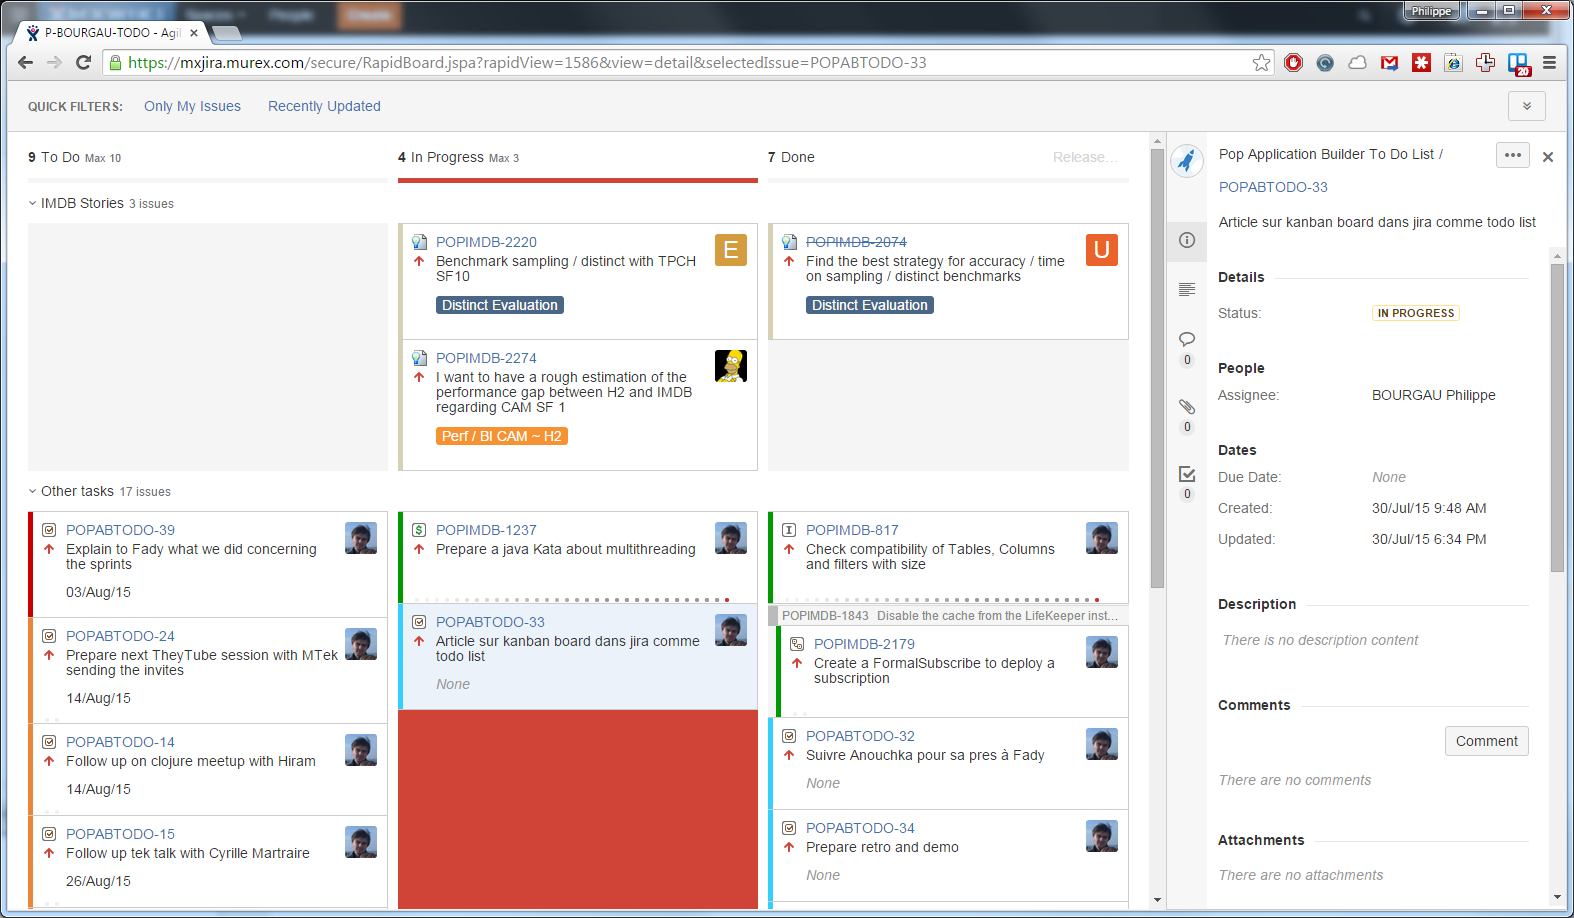 Philippe
P-BOURGAU-TODO - Agil
https://mxjira.murex.com/secure/RapidBoard.jspa?rapidView=1586&view=detail&selectedIssue=POPABTODO-33
20
QUICK FILTERS: Only My Issues Recently Updated
9 To Do Max 10
4 In Progress Max 3
7 Done Release...
IMDB Stories 3 issues
POPIMDB-2220
E
Benchmark sampling / distinct with TPCH
SF10
Distinct Evaluation
POPIMDB-2274
I want to have a rough estimation of the
performance gap between H2 and IMDB
regarding CAM SF 1
Perf / BI CAM ~ H2
POPIMDB-2074
U
Find the best strategy for accuracy / time
on sampling / distinct benchmarks
Distinct Evaluation
Other tasks 17 issues
POPABTODO-39
Explain to Fady what we did concerning
the sprints
03/Aug/15
POPABTODO-24
Prepare next TheyTube session with MTek
sending the invites
14/Aug/15
POPABTODO-14
Follow up on clojure meetup with Hiram
14/Aug/15
POPABTODO-15
Follow up tek talk with Cyrille Martraire
26/Aug/15
POPIMDB-1237
Prepare a java Kata about multithreading
POPABTODO-33
Article sur kanban board dans jira comme
todo list
None
POPIMDB-817
Check compatibility of Tables, Columns
and filters with size
POPIMDB-1843 Disable the cache from the LifeKeeper inst...
POPIMDB-2179
Create a FormalSubscribe to deploy a
subscription
POPABTODO-32
Suivre Anouchka pour sa pres à Fady
None
POPABTODO-34
Prepare retro and demo
None
Pop Application Builder To Do List /
POPABTODO-33
Article sur kanban board dans jira comme todo list
0
0
0
Details
Status: IN PROGRESS
People
Assignee: BOURGAU Philippe
Dates
Due Date: None
Created: 30/Jul/15 9:48 AM
Updated: 30/Jul/15 6:34 PM
Description
There is no description content
Comments
Comment
There are no comments
Attachments
There are no attachments